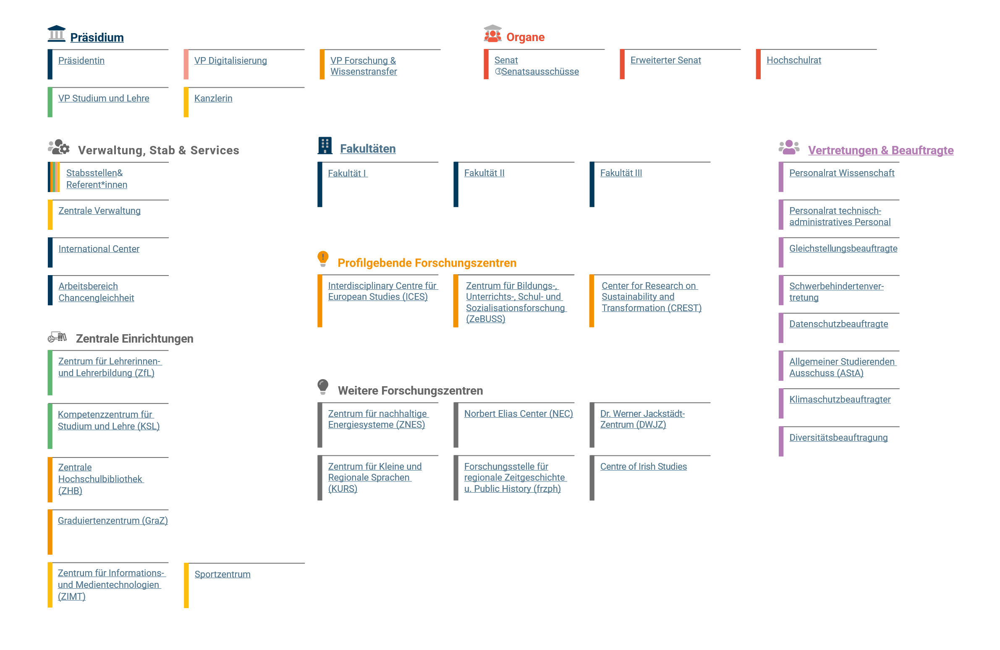 Präsidium
Präsidentin
VP Digitalisierung
VP Forschung &
Wissenstransfer
VP Studium und Lehre
Kanzlerin
Organe
Senat
③Senatsausschüsse
Erweiterter Senat
Hochschulrat
Verwaltung, Stab & Services
Stabsstellen&
Referent*innen
Zentrale Verwaltung
International Center
Arbeitsbereich
Chancengleichheit
Zentrale Einrichtungen
Zentrum für Lehrerinnen-
und Lehrerbildung (ZfL)
Kompetenzzentrum für
Studium und Lehre (KSL)
Zentrale
Hochschulbibliothek
(ZHB)
Graduiertenzentrum (GraZ)
Zentrum für Informations-
und Medientechnologien
(ZIMT)
Sportzentrum
Fakultäten
Fakultät I
Fakultät II
Fakultät III
Profilgebende Forschungszentren
Interdisciplinary Centre für
European Studies (ICES)
Zentrum für Bildungs-,
Unterrichts-, Schul- und
Sozialisationsforschung
(ZeBUSS)
Center for Research on
Sustainability and
Transformation (CREST)
Weitere Forschungszentren
Zentrum für nachhaltige
Energiesysteme (ZNES)
Norbert Elias Center (NEC)
Dr. Werner Jackstädt-
Zentrum (DWJZ)
Zentrum für Kleine und
Regionale Sprachen
(KURS)
Forschungsstelle für
regionale Zeitgeschichte
u. Public History (frzph)
Centre of Irish Studies
Vertretungen & Beauftragte
Personalrat Wissenschaft
Personalrat technisch-
administratives Personal
Gleichstellungsbeauftragte
Schwerbehindertenver-
tretung
Datenschutzbeauftragte
Allgemeiner Studierenden
Ausschuss (AStA)
Klimaschutzbeauftragter
Diversitätsbeauftragung